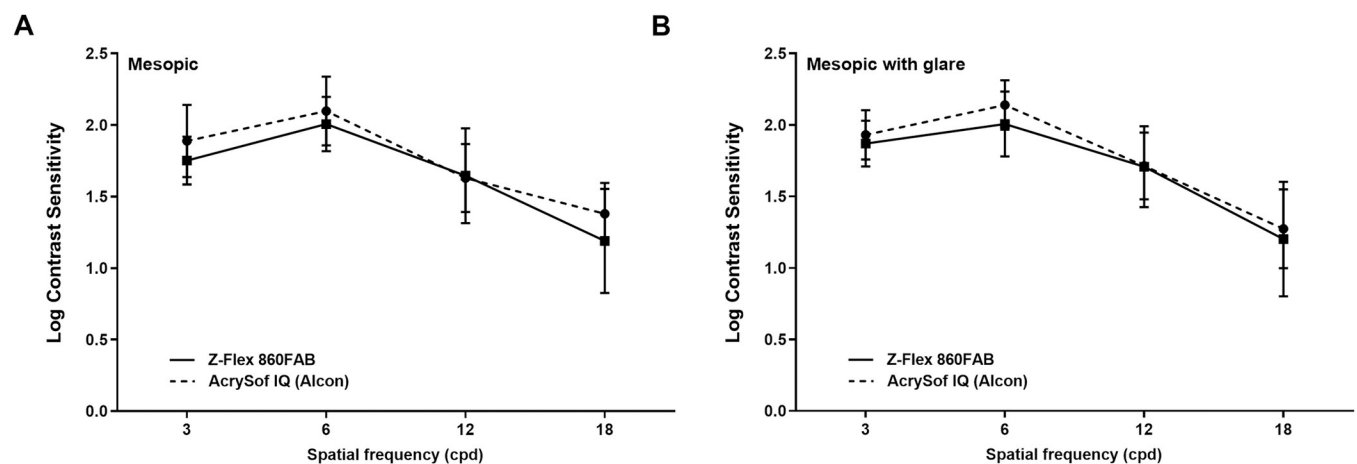 A
Mesopic
Log Contrast Sensitivity
2.5
2.0
1.5
1.0
0.5
0.0
Z-Flex 860FAB
AcrySof IQ (Alcon)
3 6 12 18
Spatial frequency (cpd)
B
Mesopic with glare
Log Contrast Sensitivity
2.5
2.0
1.5
1.0
0.5
0.0
Z-Flex 860FAB
AcrySof IQ (Alcon)
3 6 12 18
Spatial frequency (cpd)